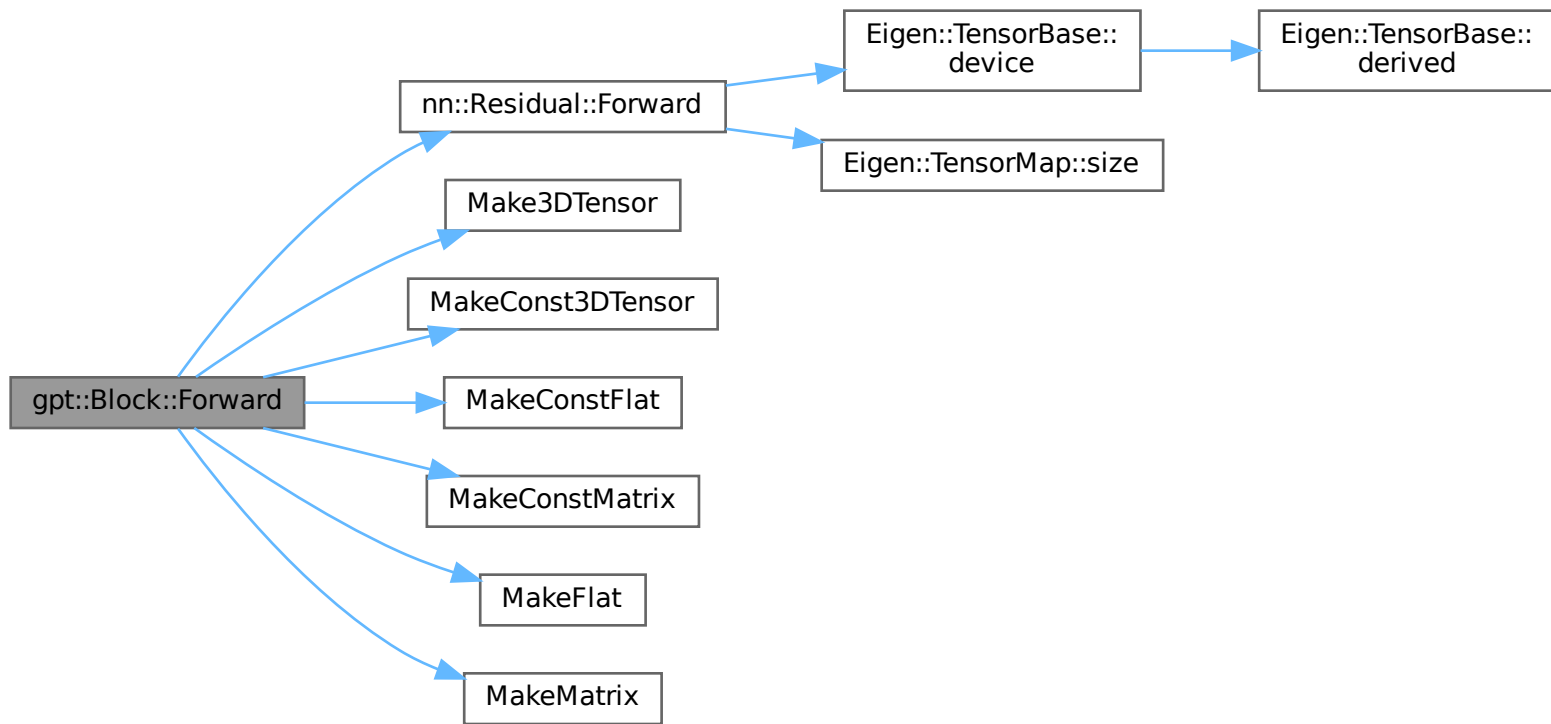 Eigen::TensorBase::
device
Eigen::TensorBase::
derived
nn::Residual::Forward
Eigen::TensorMap::size
Make3DTensor
MakeConst3DTensor
gpt::Block::Forward
MakeConstFlat
MakeConstMatrix
MakeFlat
MakeMatrix